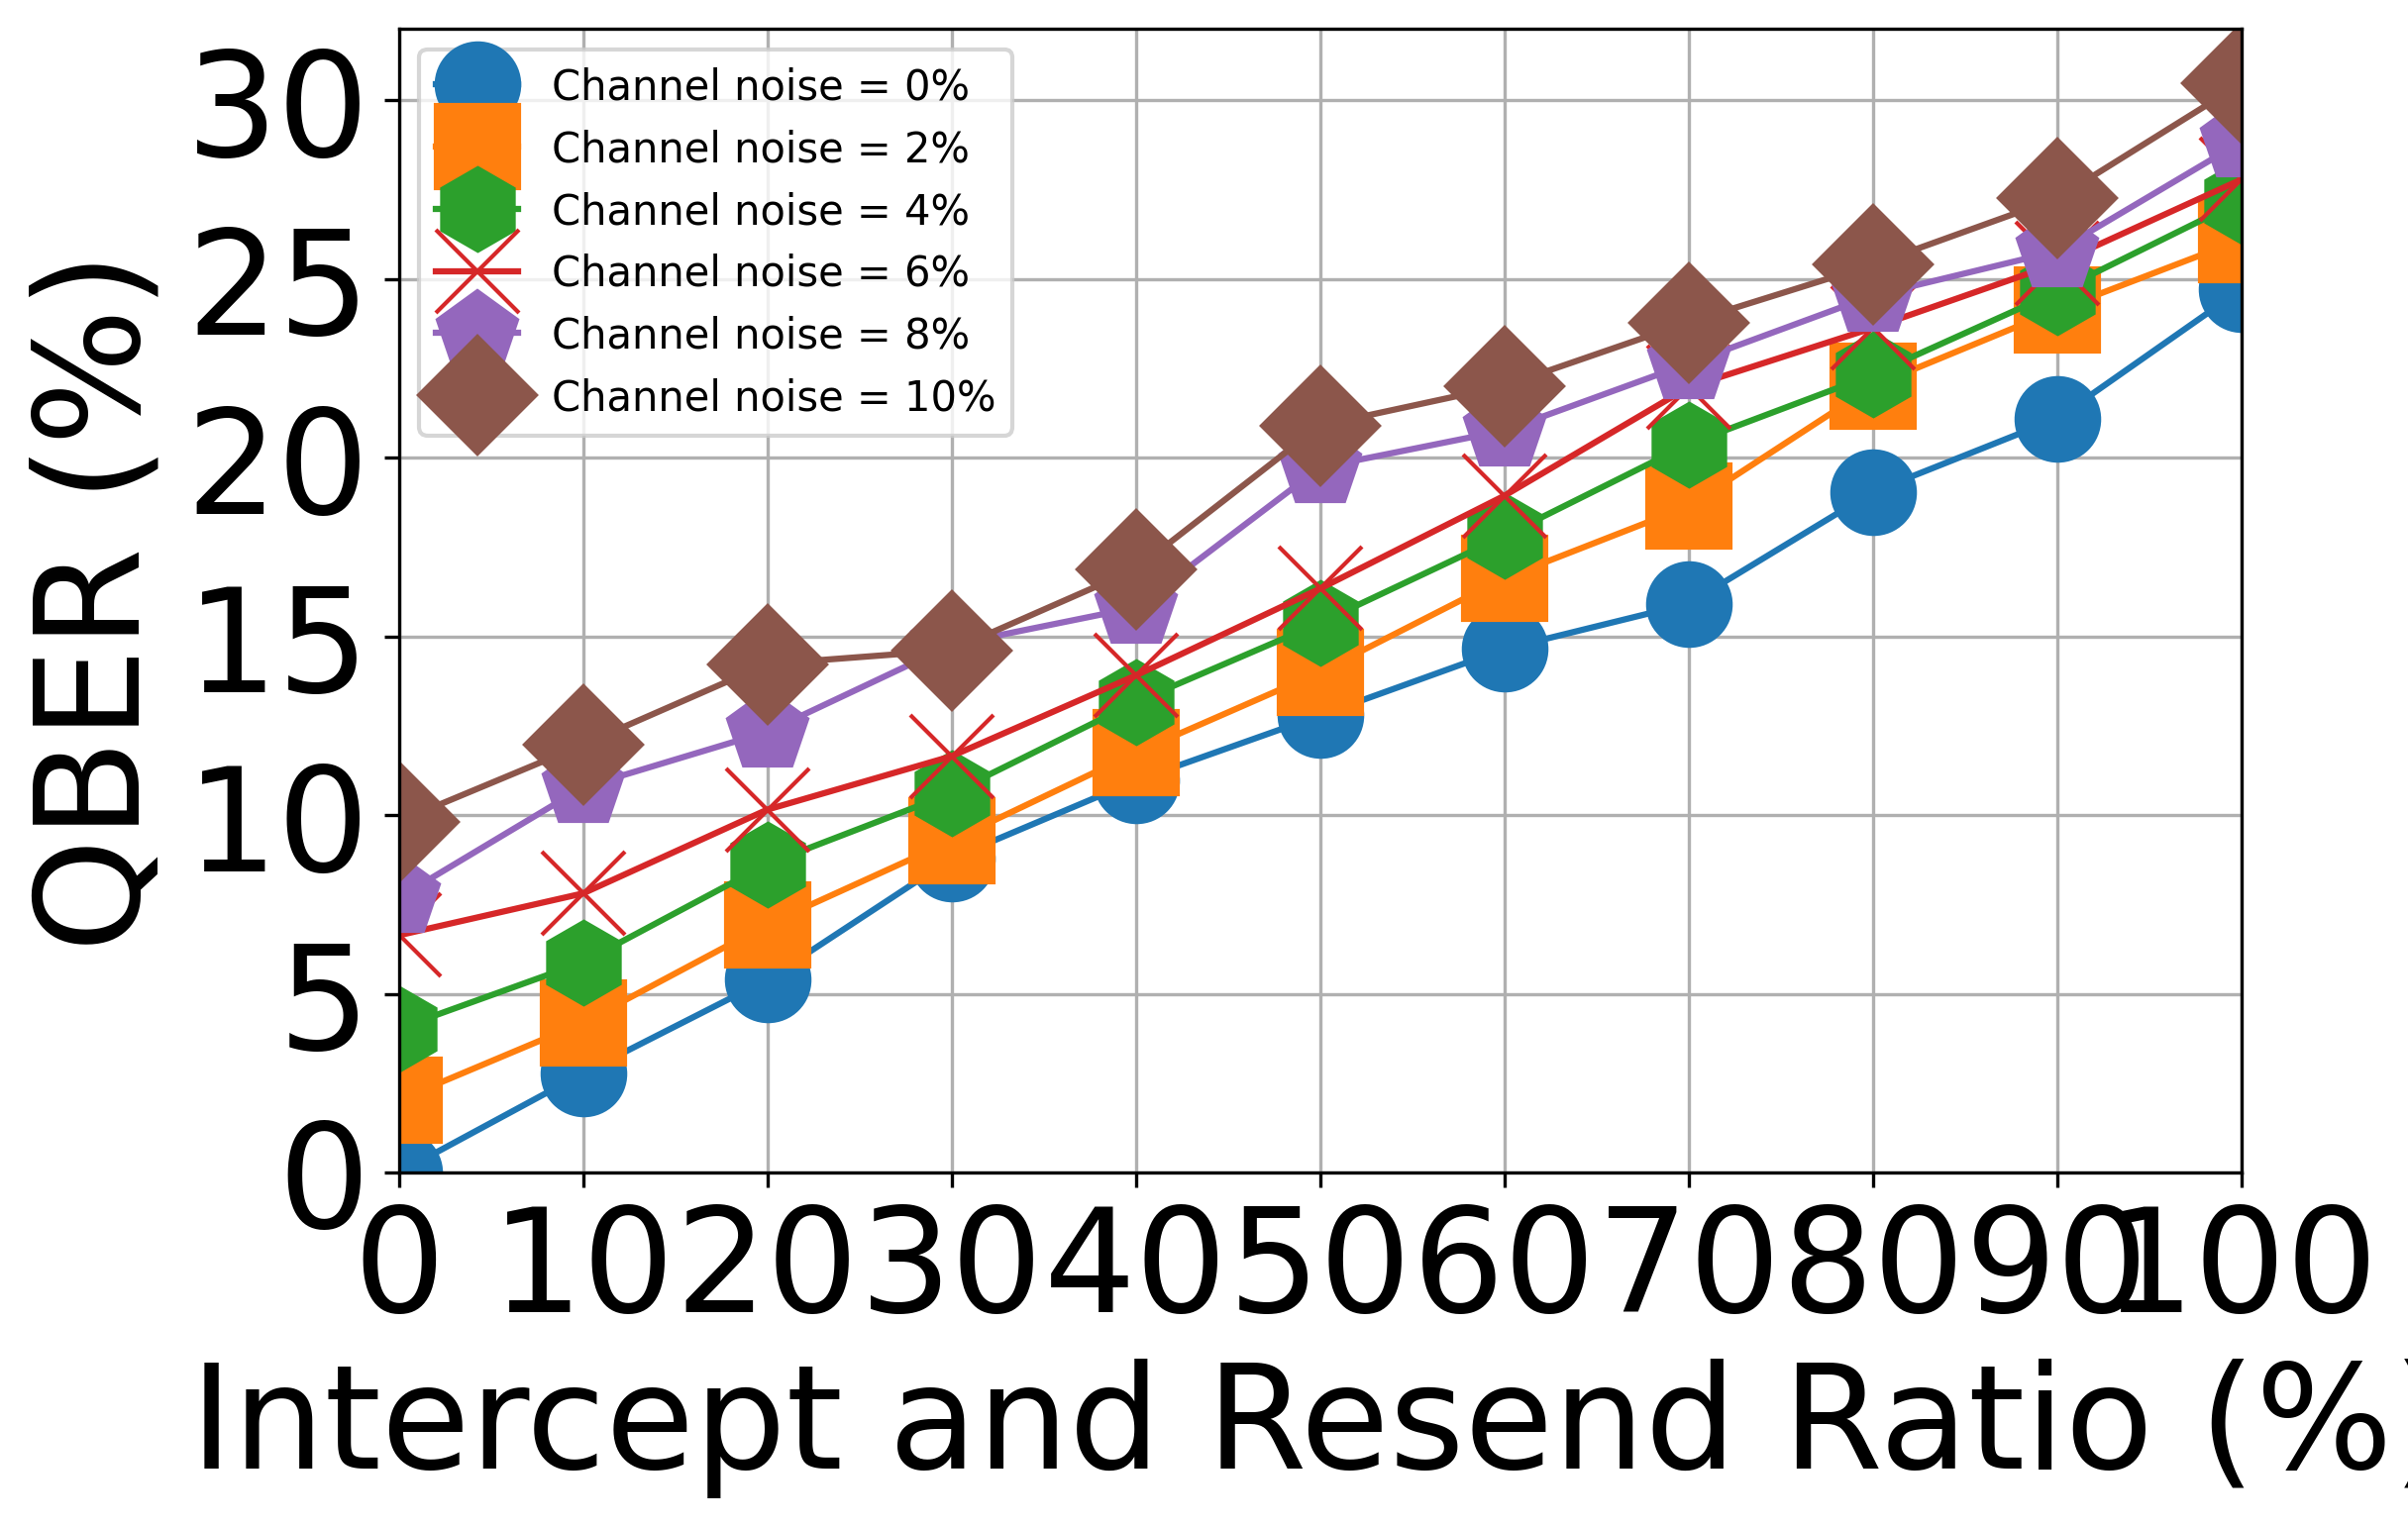 QBER (%)
30
25
20
15
10
5
0
Channel noise = 0%
Channel noise = 2%
Channel noise = 4%
Channel noise = 6%
Channel noise = 8%
Channel noise = 10%
0 10 20 30 40 50 60 70 80 90 100
Intercept and Resend Ratio (%)